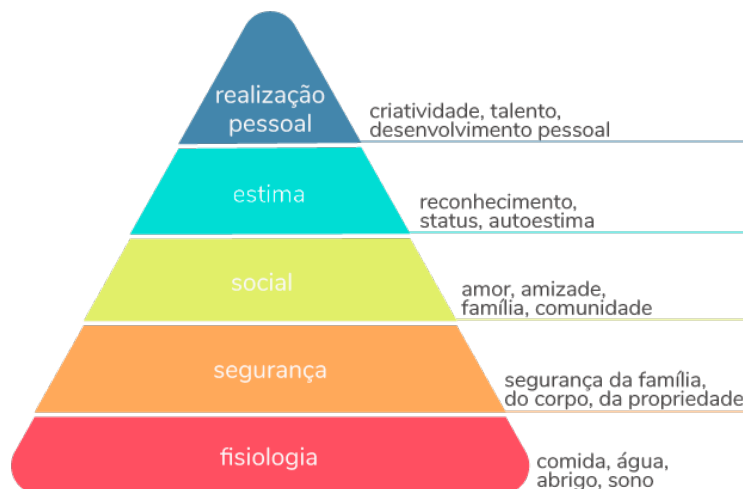 realização
pessoal
criatividade, talento,
desenvolvimento pessoal
estima
reconhecimento,
status, autoestima
social
amor, amizade,
família, comunidade
segurança
segurança da família,
do corpo, da propriedade
fisiologia
comida, água,
abrigo, sono